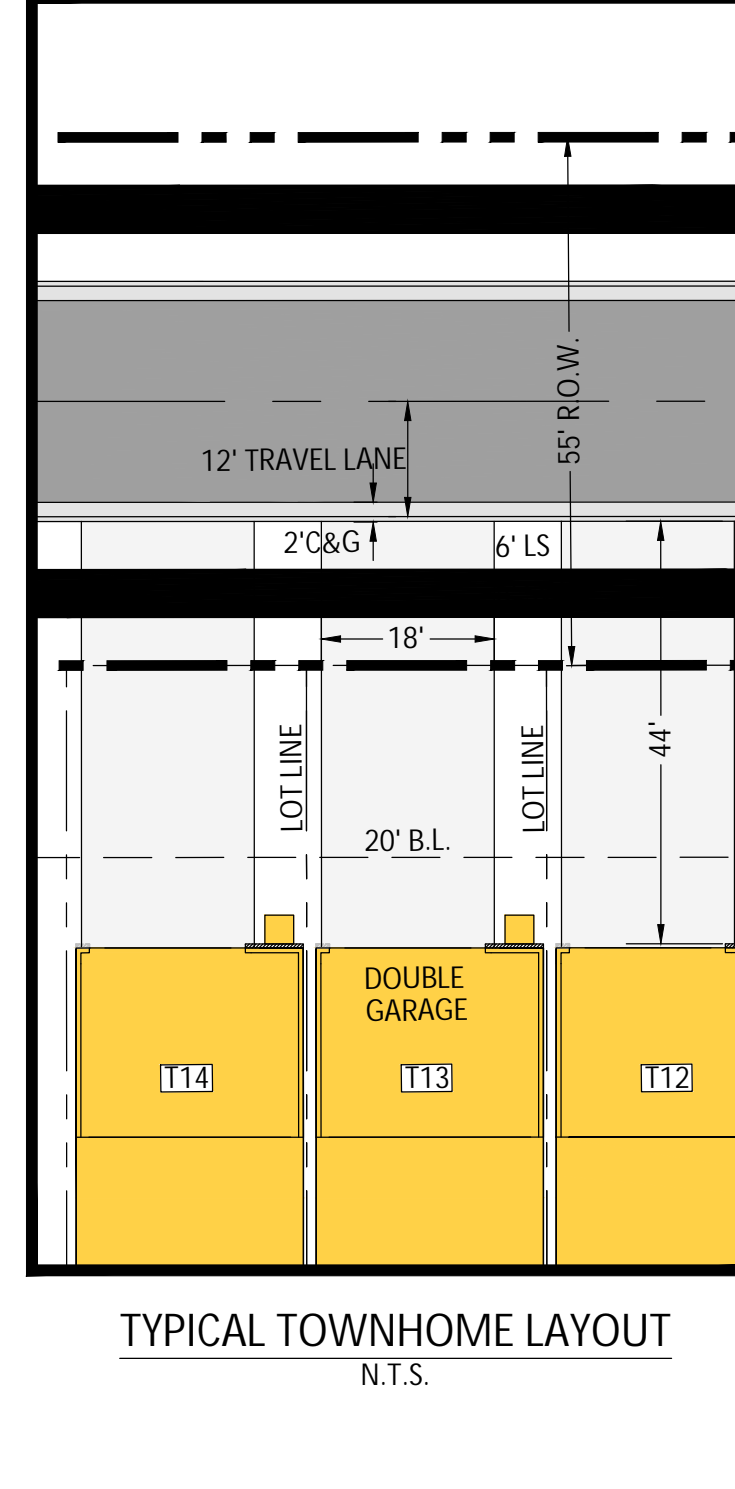 55' R.O.W.
12' TRAVEL LANE
2'C&G
6' LS
18'
44'
LOT LINE
LOT LINE
20' B.L.
DOUBLE
GARAGE
T14
T13
T12
TYPICAL TOWNHOME LAYOUT
N.T.S.